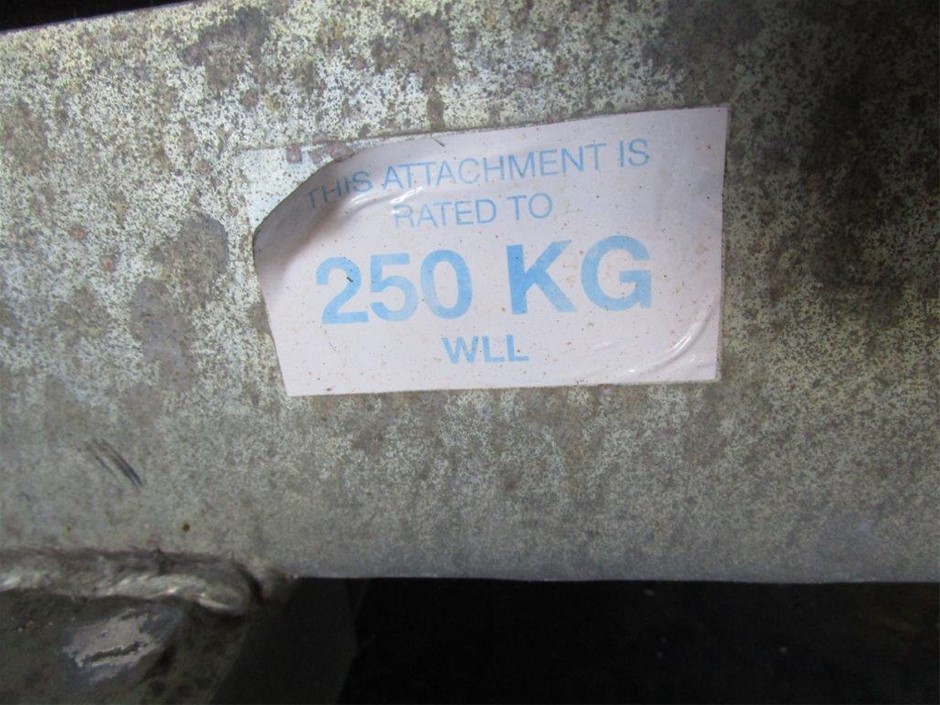 THIS ATTACHMENT IS
RATED TO
250 KG
WLL